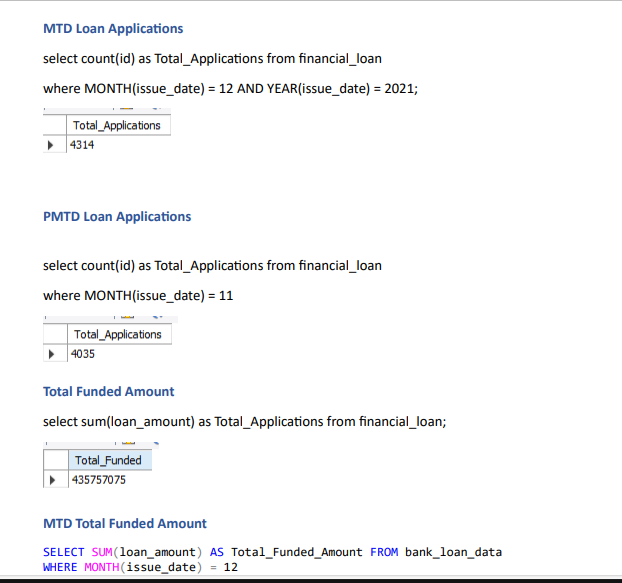 MTD Loan Applications
select count(id) as Total_Applications from financial_loan
where MONTH(issue_date) = 12 AND YEAR(issue_date) = 2021;
Total_Applications
4314
PMTD Loan Applications
select count(id) as Total_Applications from financial_loan
where MONTH(issue_date) = 11
Total_Applications
4035
Total Funded Amount
select sum(loan_amount) as Total_Applications from financial_loan;
Total_Funded
435757075
MTD Total Funded Amount
SELECT SUM(loan_amount) AS Total_Funded_Amount FROM bank_loan_data
WHERE MONTH(issue_date) = 12